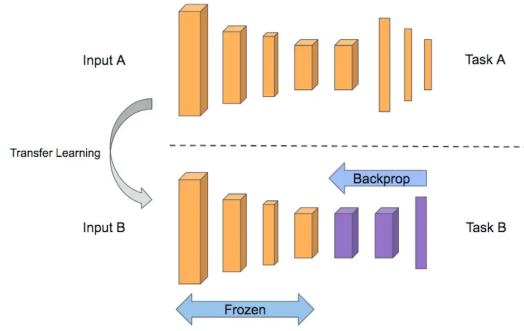 Input A
Task A
Transfer Learning
Backprop
Input B
Task B
Frozen